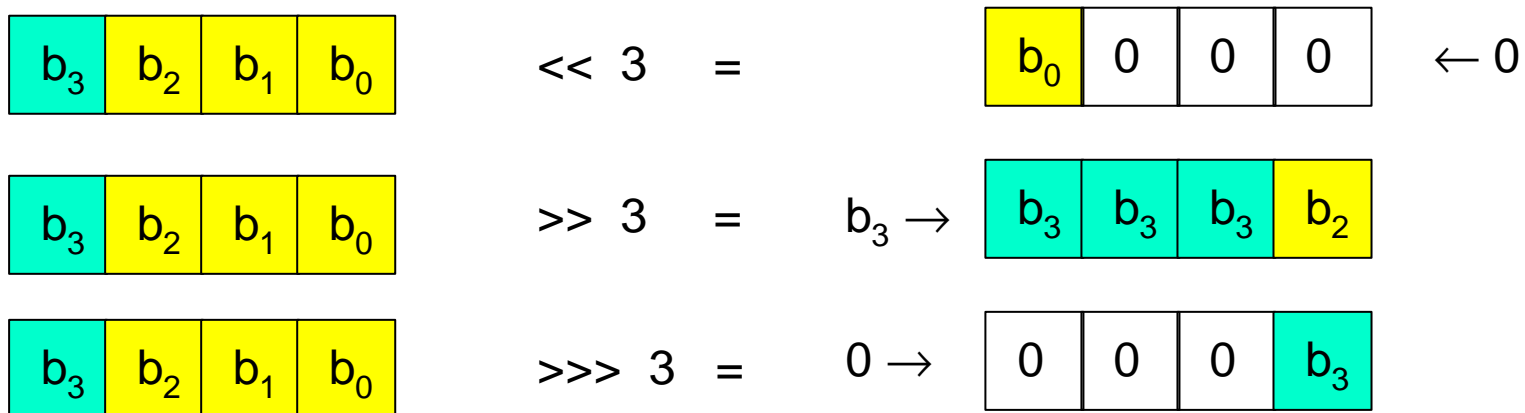 b₃ b₂ b₁ b₀ << 3 = b₀ 0 0 0 ← 0
b₃ b₂ b₁ b₀ >> 3 = b₃ → b₃ b₃ b₃ b₂
b₃ b₂ b₁ b₀ >>> 3 = 0 → 0 0 0 b₃